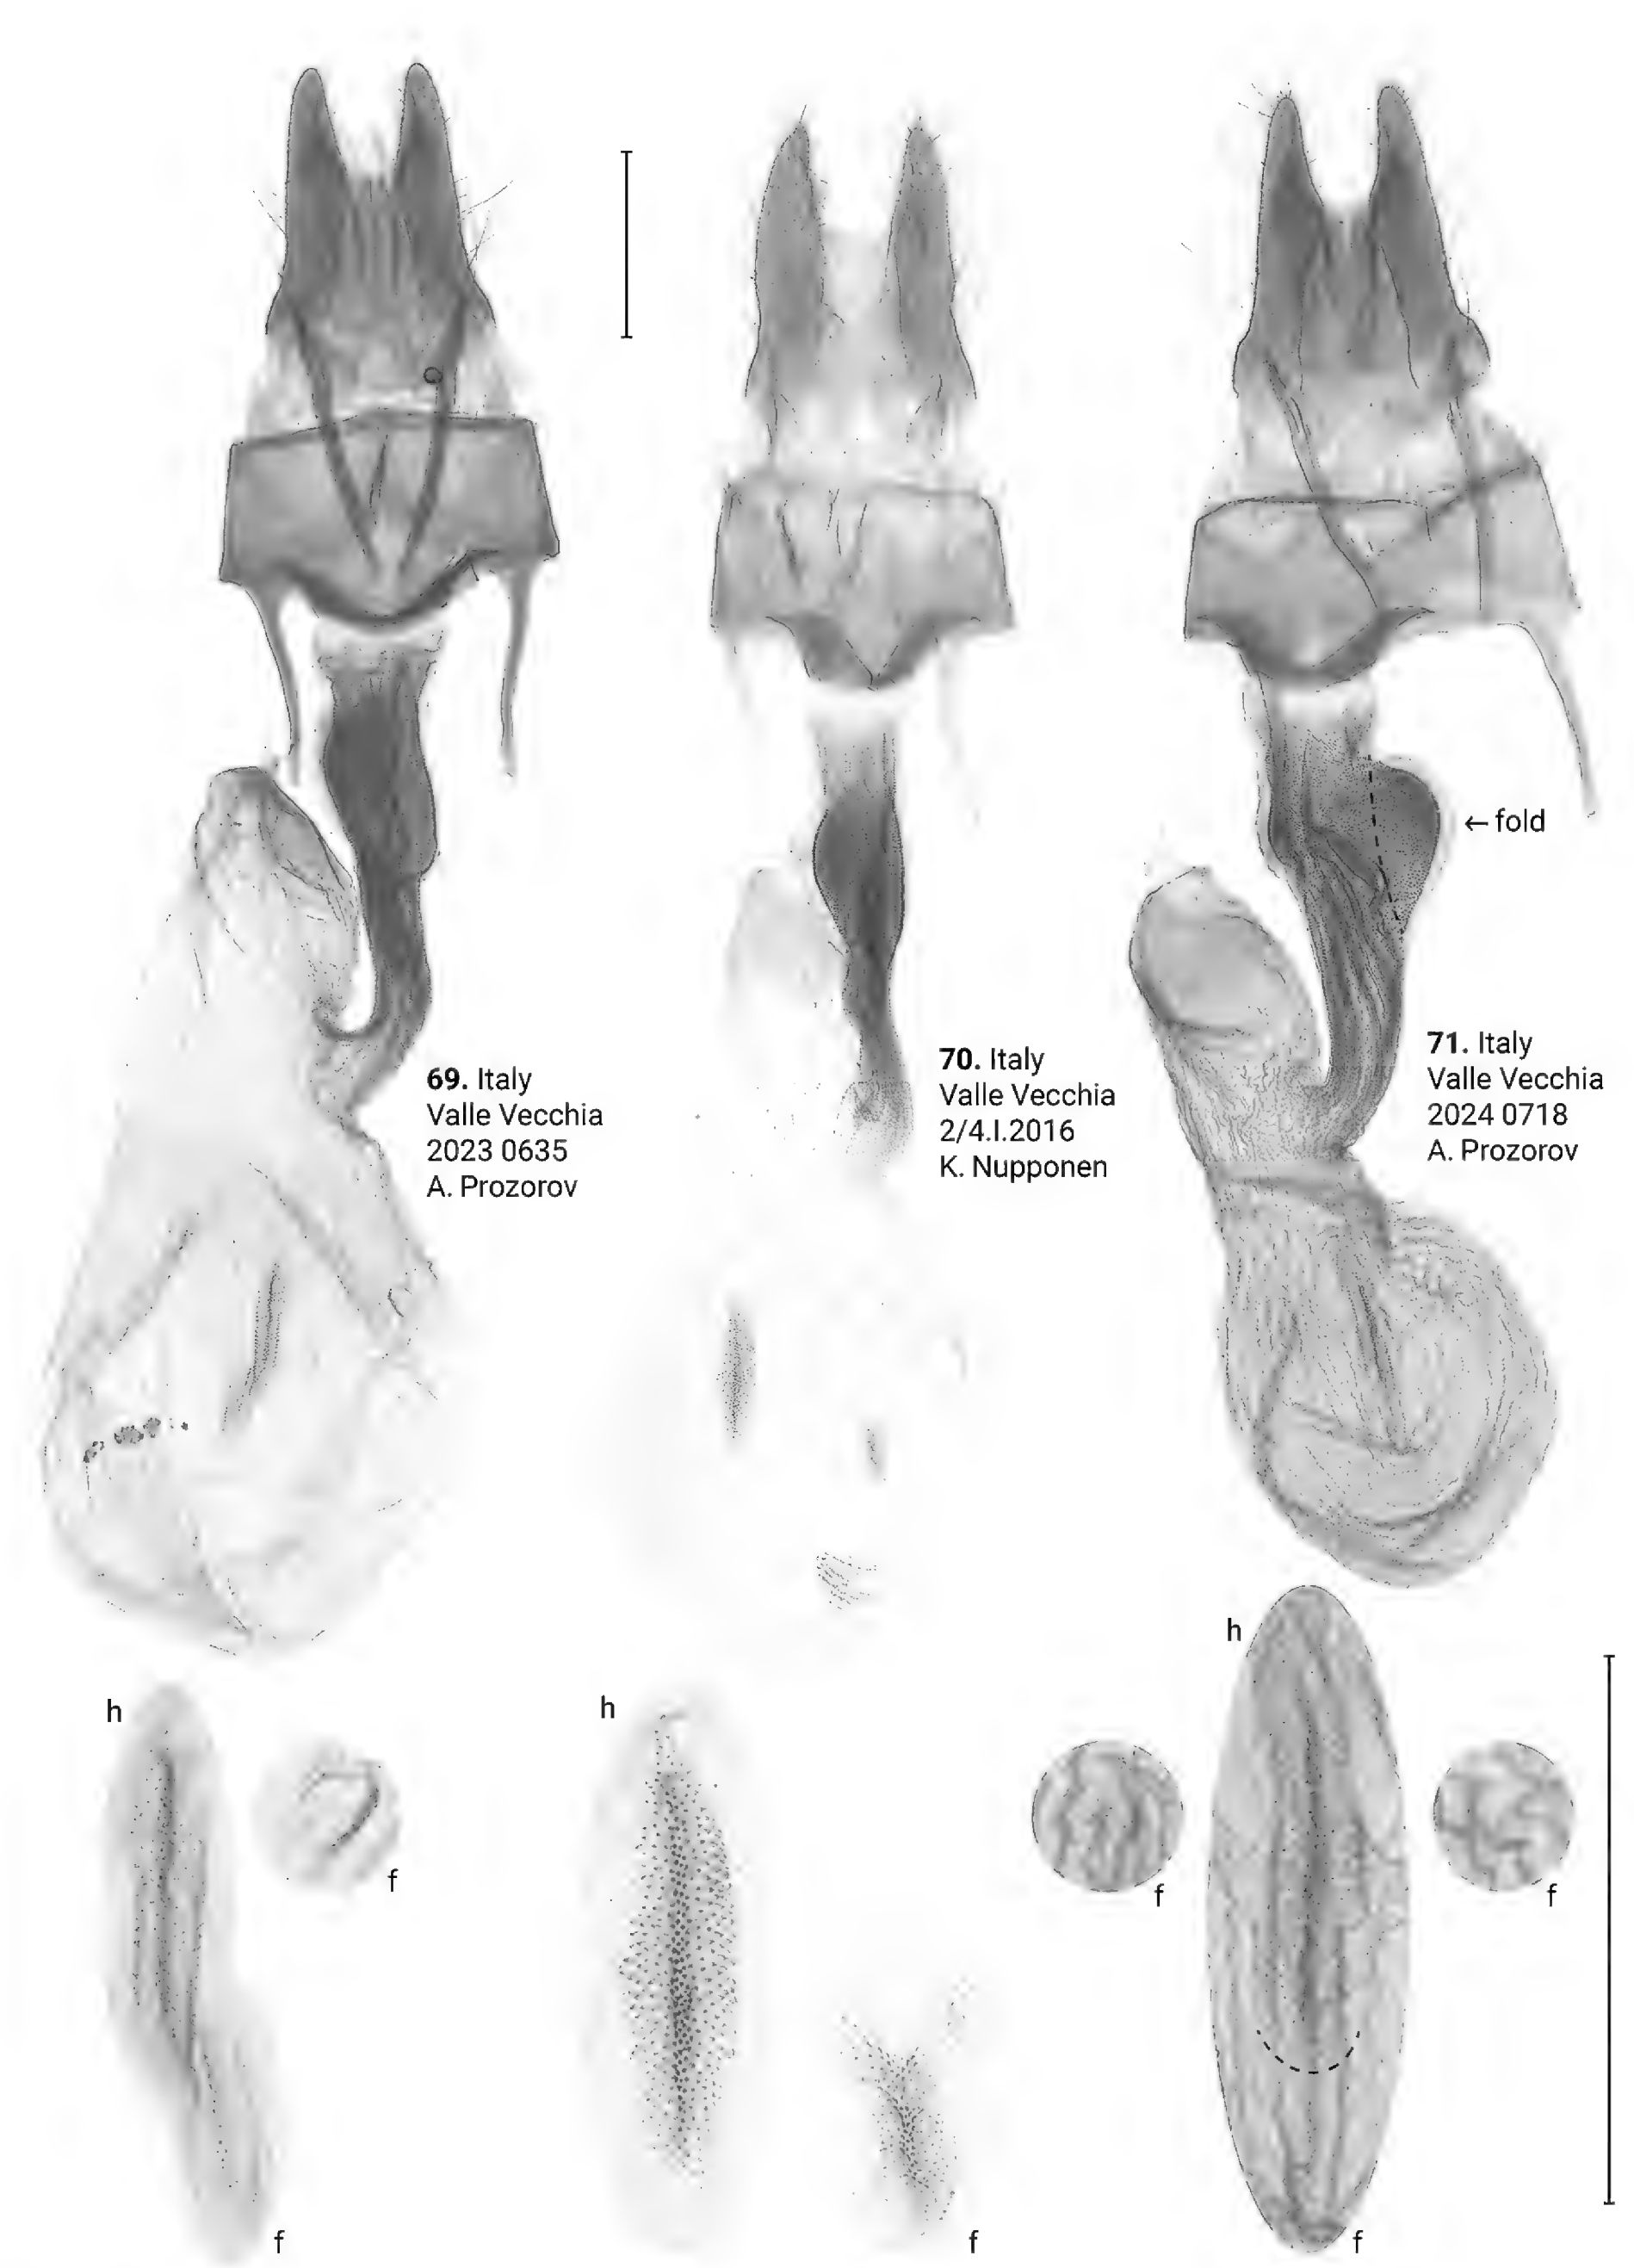 ← fold
69. Italy
Valle Vecchia
2023 0635
A. Prozorov
70. Italy
Valle Vecchia
2/4.I.2016
K. Nupponen
71. Italy
Valle Vecchia
2024 0718
A. Prozorov
h
f
f
h
f
h
f
f
f